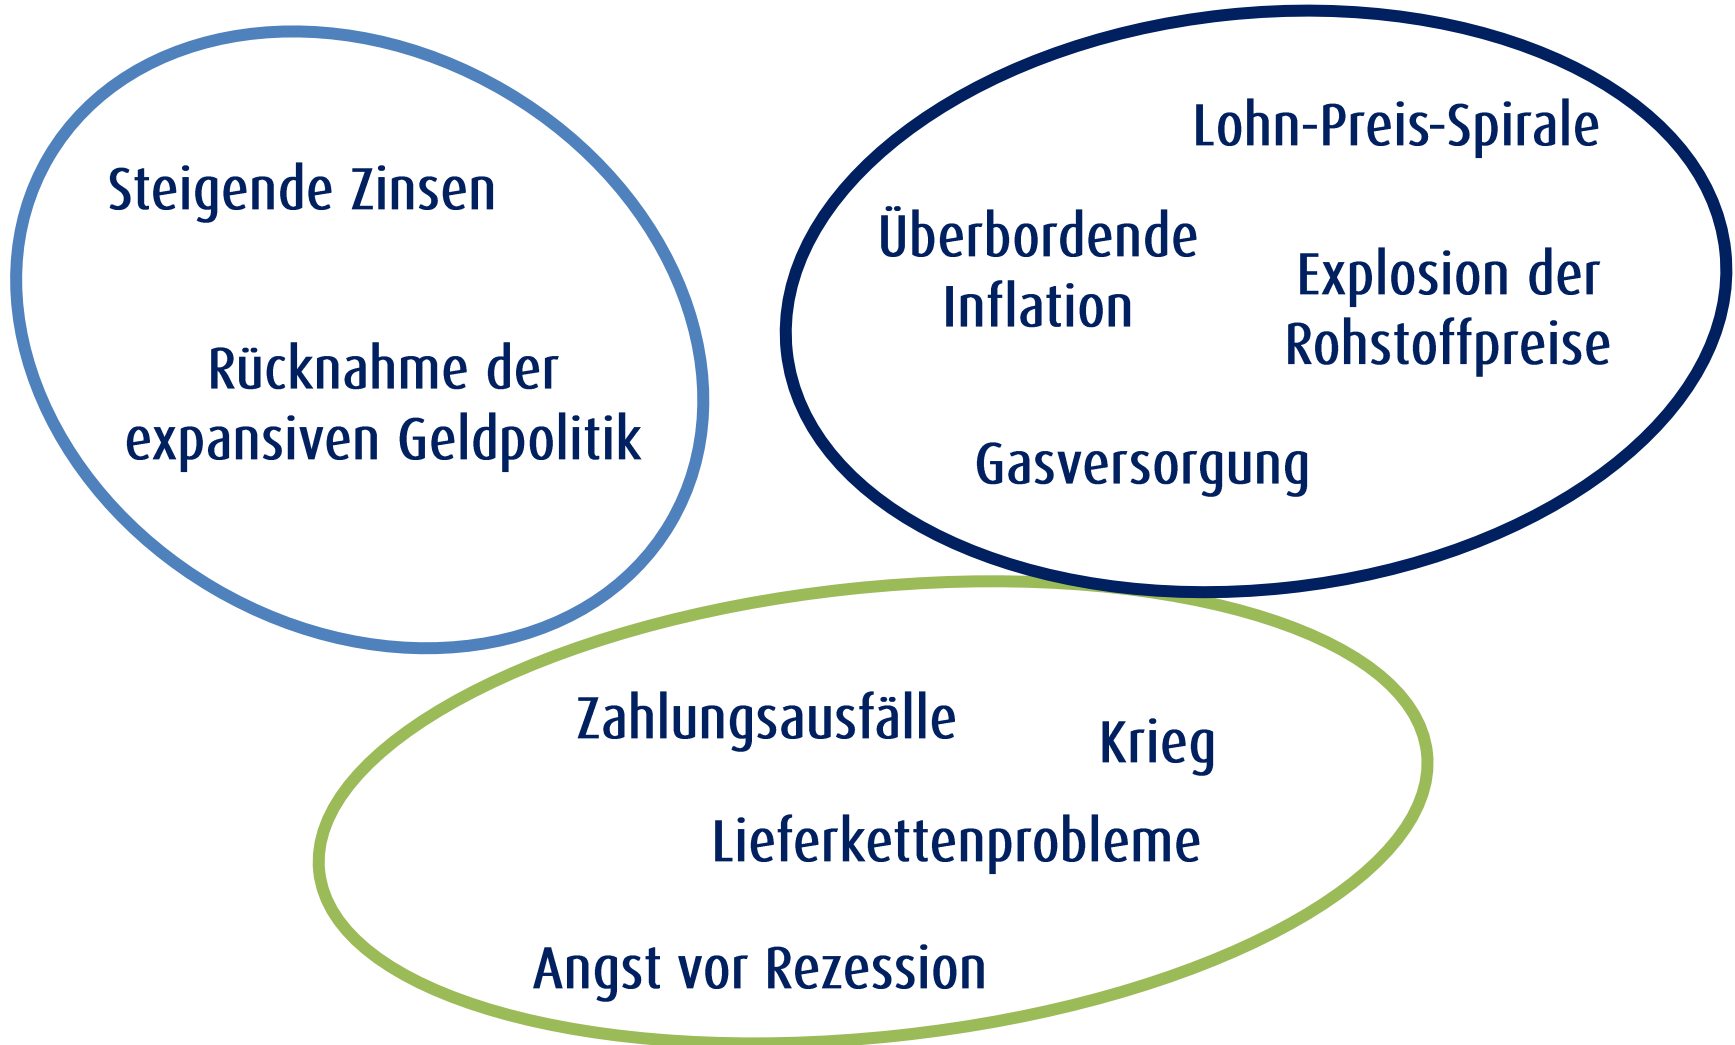 Steigende Zinsen
Rücknahme der
expansiven Geldpolitik
Lohn-Preis-Spirale
Überbordende
Inflation
Explosion der
Rohstoffpreise
Gasversorgung
Zahlungsausfälle
Krieg
Lieferkettenprobleme
Angst vor Rezession